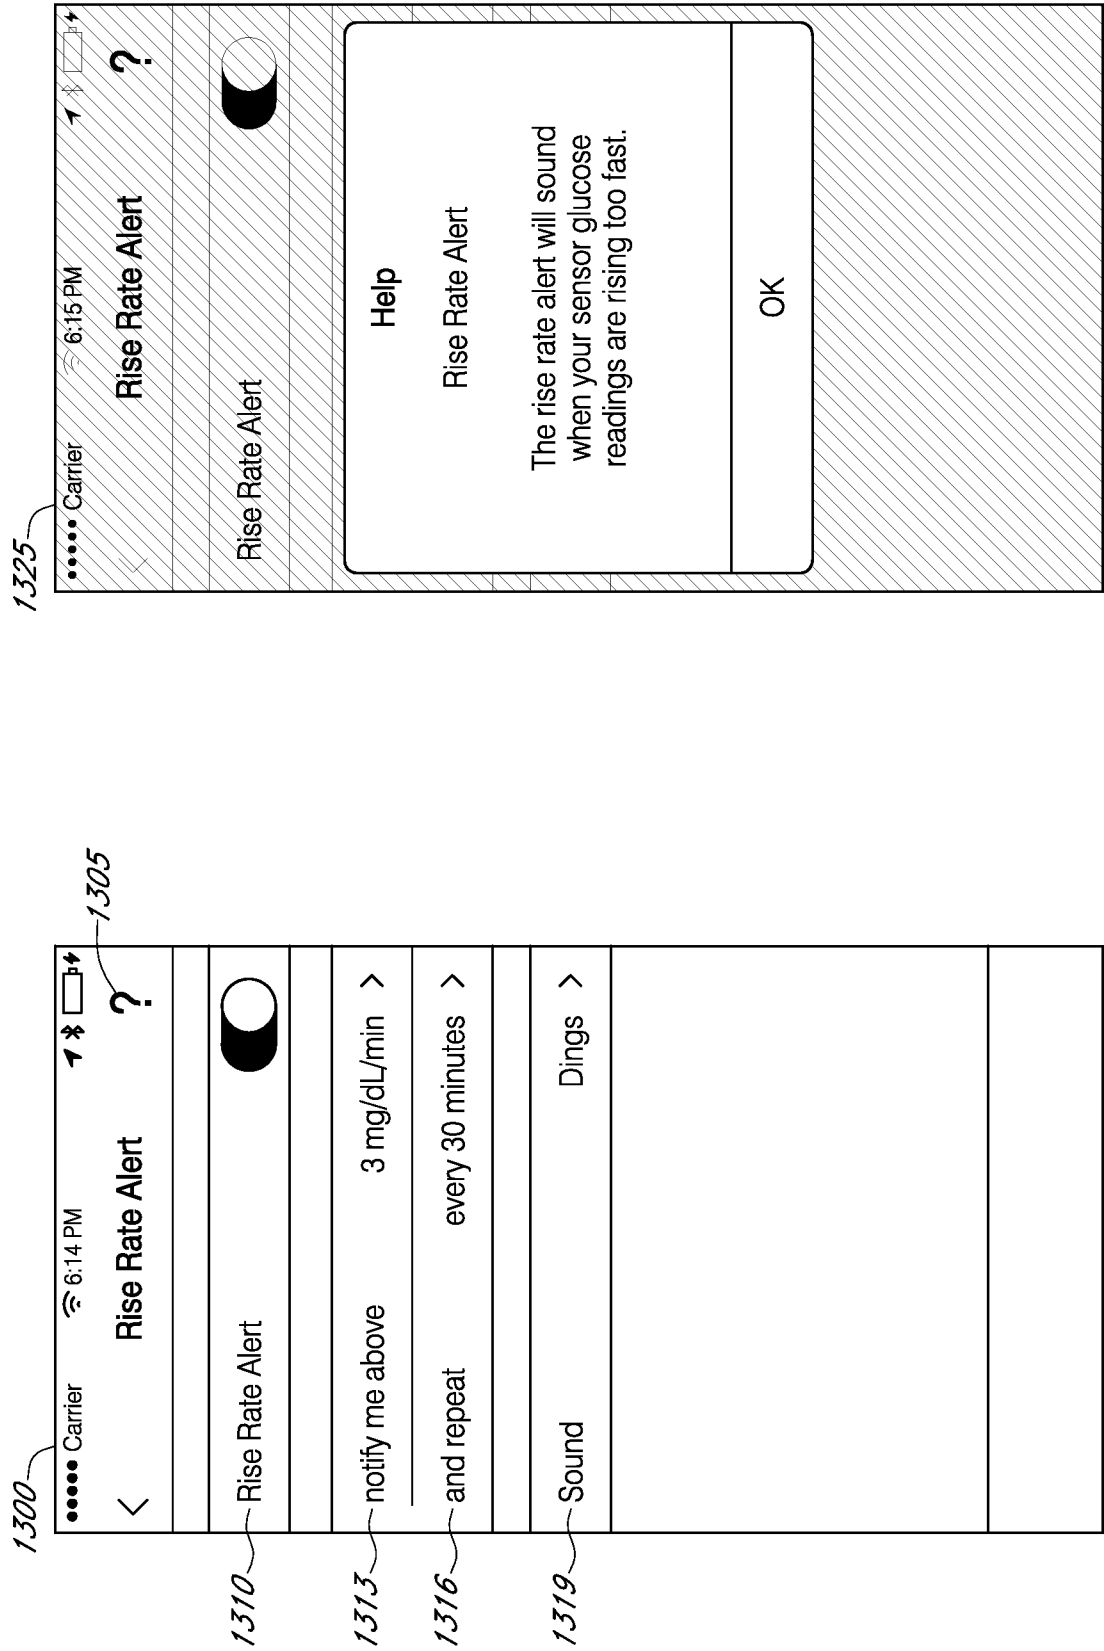 1300
Carrier 6:14 PM
< Rise Rate Alert ?
1305
1310 Rise Rate Alert
1313 notify me above 3 mg/dL/min >
1316 and repeat every 30 minutes >
1319 Sound Dings >
1325
Carrier 6:15 PM
< Rise Rate Alert ?
Rise Rate Alert
Help
Rise Rate Alert
The rise rate alert will sound
when your sensor glucose
readings are rising too fast.
OK